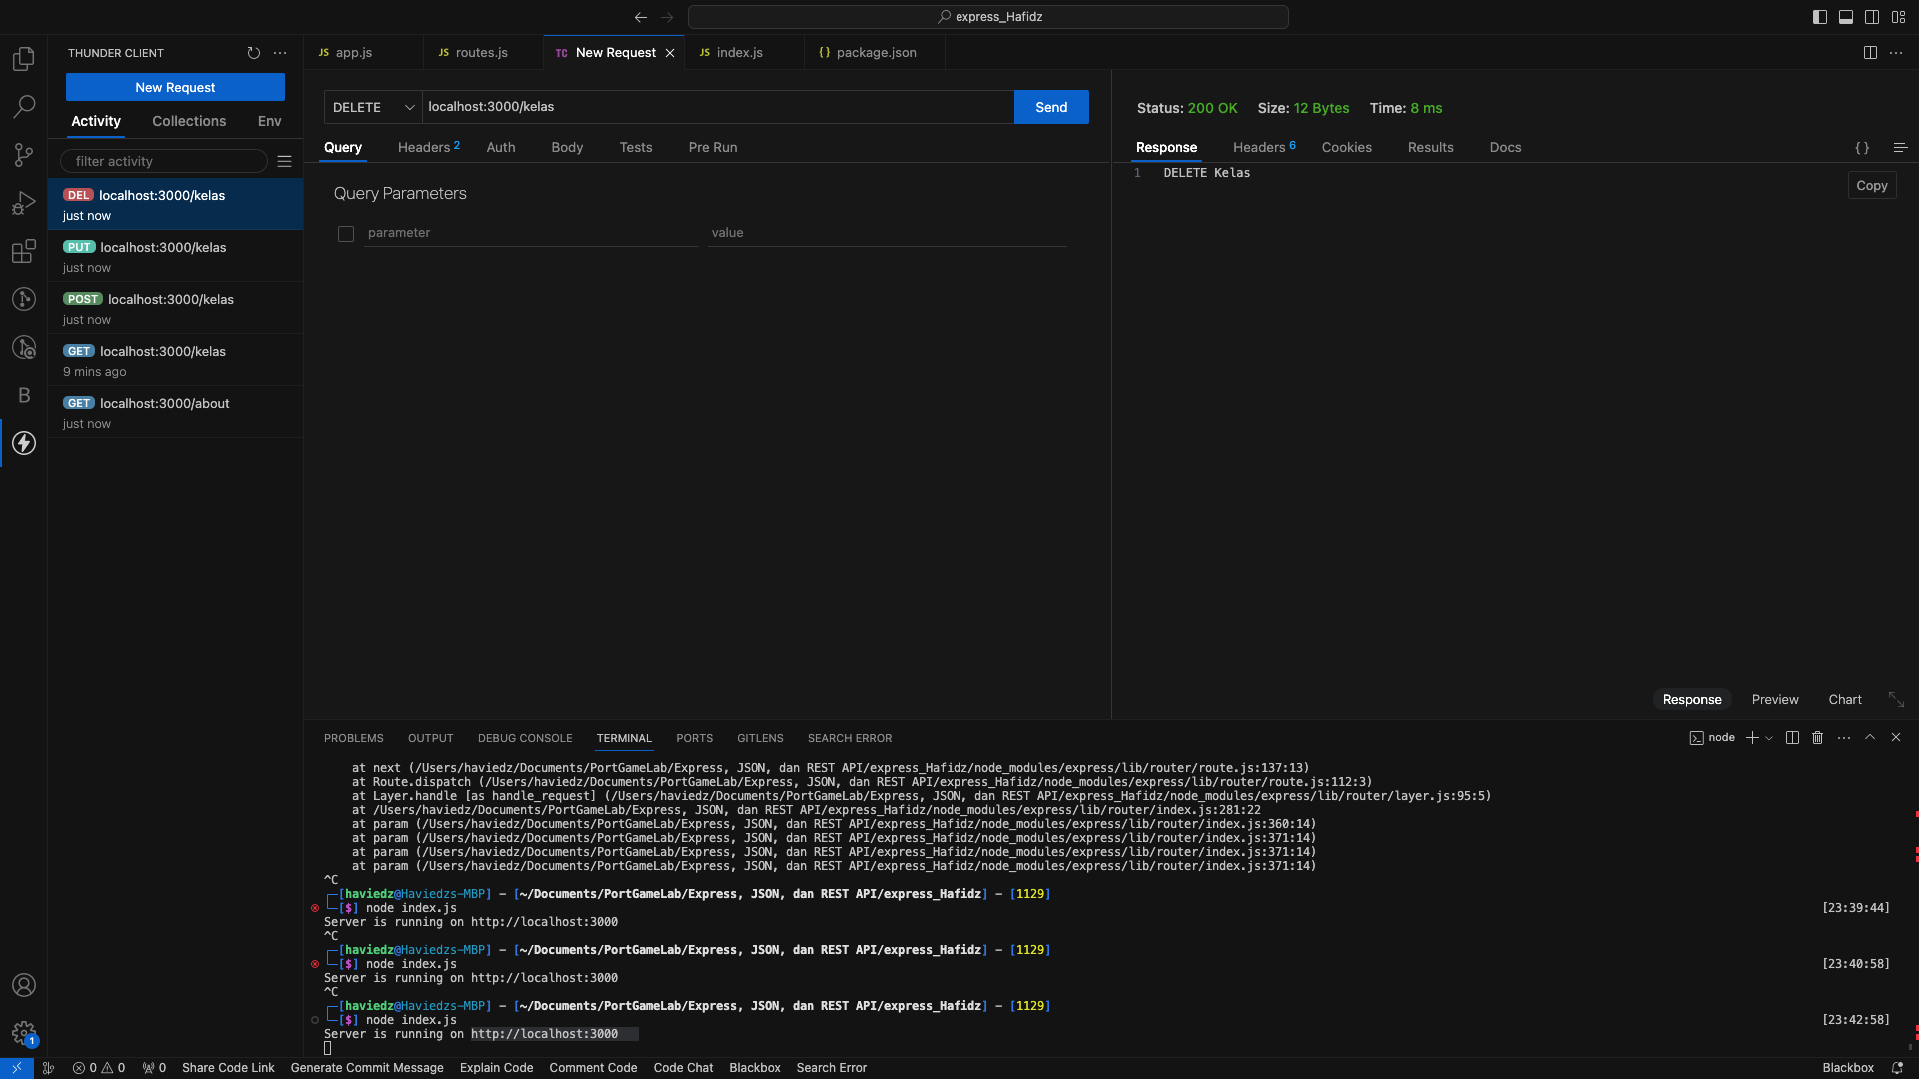 express_Hafidz
THUNDER CLIENT
New Request
Activity Collections Env
filter activity
DEL localhost:3000/kelas
just now
PUT localhost:3000/kelas
just now
POST localhost:3000/kelas
just now
GET localhost:3000/kelas
9 mins ago
GET localhost:3000/about
just now
B
1
JS app.js JS routes.js TC New Request JS index.js {} package.json
DELETE localhost:3000/kelas Send
Query Headers 2 Auth Body Tests Pre Run
Query Parameters
parameter value
Status: 200 OK Size: 12 Bytes Time: 8 ms
Response Headers 6 Cookies Results Docs {}
1 DELETE Kelas
Copy
Response Preview Chart
PROBLEMS OUTPUT DEBUG CONSOLE TERMINAL PORTS GITLENS SEARCH ERROR node
at next (/Users/haviedz/Documents/PortGameLab/Express, JSON, dan REST API/express_Hafidz/node_modules/express/lib/router/route.js:137:13)
at Route.dispatch (/Users/haviedz/Documents/PortGameLab/Express, JSON, dan REST API/express_Hafidz/node_modules/express/lib/router/route.js:112:3)
at Layer.handle [as handle_request] (/Users/haviedz/Documents/PortGameLab/Express, JSON, dan REST API/express_Hafidz/node_modules/express/lib/router/layer.js:95:5)
at /Users/haviedz/Documents/PortGameLab/Express, JSON, dan REST API/express_Hafidz/node_modules/express/lib/router/index.js:281:22
at param (/Users/haviedz/Documents/PortGameLab/Express, JSON, dan REST API/express_Hafidz/node_modules/express/lib/router/index.js:360:14)
at param (/Users/haviedz/Documents/PortGameLab/Express, JSON, dan REST API/express_Hafidz/node_modules/express/lib/router/index.js:371:14)
at param (/Users/haviedz/Documents/PortGameLab/Express, JSON, dan REST API/express_Hafidz/node_modules/express/lib/router/index.js:371:14)
at param (/Users/haviedz/Documents/PortGameLab/Express, JSON, dan REST API/express_Hafidz/node_modules/express/lib/router/index.js:371:14)
^C
┌─[haviedz@Haviedzs-MBP] - [~/Documents/PortGameLab/Express, JSON, dan REST API/express_Hafidz] - [1129]
└─[$] node index.js [23:39:44]
Server is running on http://localhost:3000
^C
┌─[haviedz@Haviedzs-MBP] - [~/Documents/PortGameLab/Express, JSON, dan REST API/express_Hafidz] - [1129]
└─[$] node index.js [23:40:58]
Server is running on http://localhost:3000
^C
┌─[haviedz@Haviedzs-MBP] - [~/Documents/PortGameLab/Express, JSON, dan REST API/express_Hafidz] - [1129]
└─[$] node index.js [23:42:58]
Server is running on http://localhost:3000
0 0 0 Share Code Link Generate Commit Message Explain Code Comment Code Code Chat Blackbox Search Error Blackbox